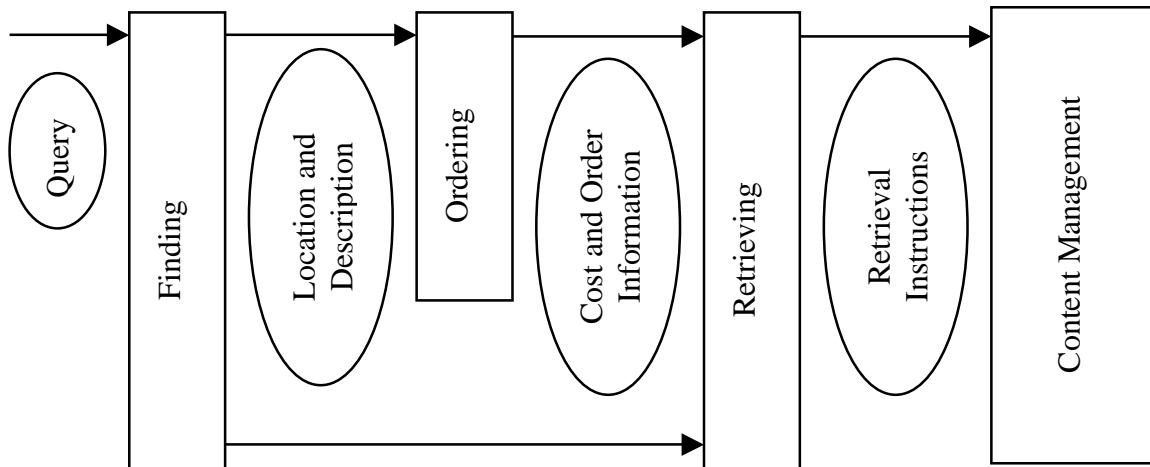 Query
Finding
Location and
Description
Ordering
Cost and Order
Information
Retrieving
Retrieval
Instructions
Content Management